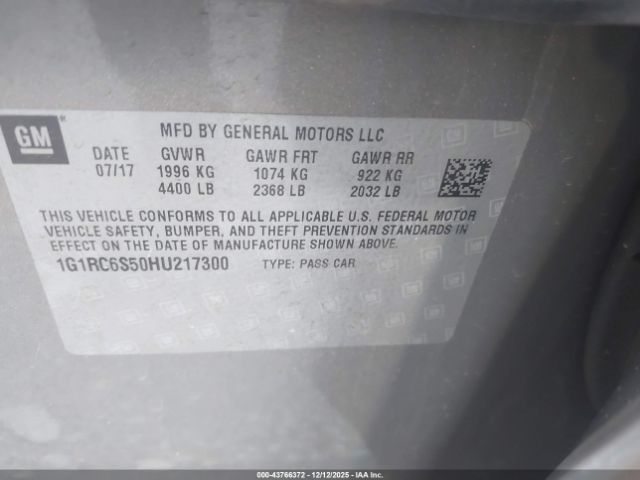 GM
MFD BY GENERAL MOTORS LLC
DATE GVWR GAWR FRT GAWR RR
07/17 1996 KG 1074 KG 922 KG
4400 LB 2368 LB 2032 LB
THIS VEHICLE CONFORMS TO ALL APPLICABLE U.S. FEDERAL MOTOR
VEHICLE SAFETY, BUMPER, AND THEFT PREVENTION STANDARDS IN
EFFECT ON THE DATE OF MANUFACTURE SHOWN ABOVE.
1G1RC6S50HU217300 TYPE: PASS CAR
000-43766372 - 12/12/2025 - IAA Inc.